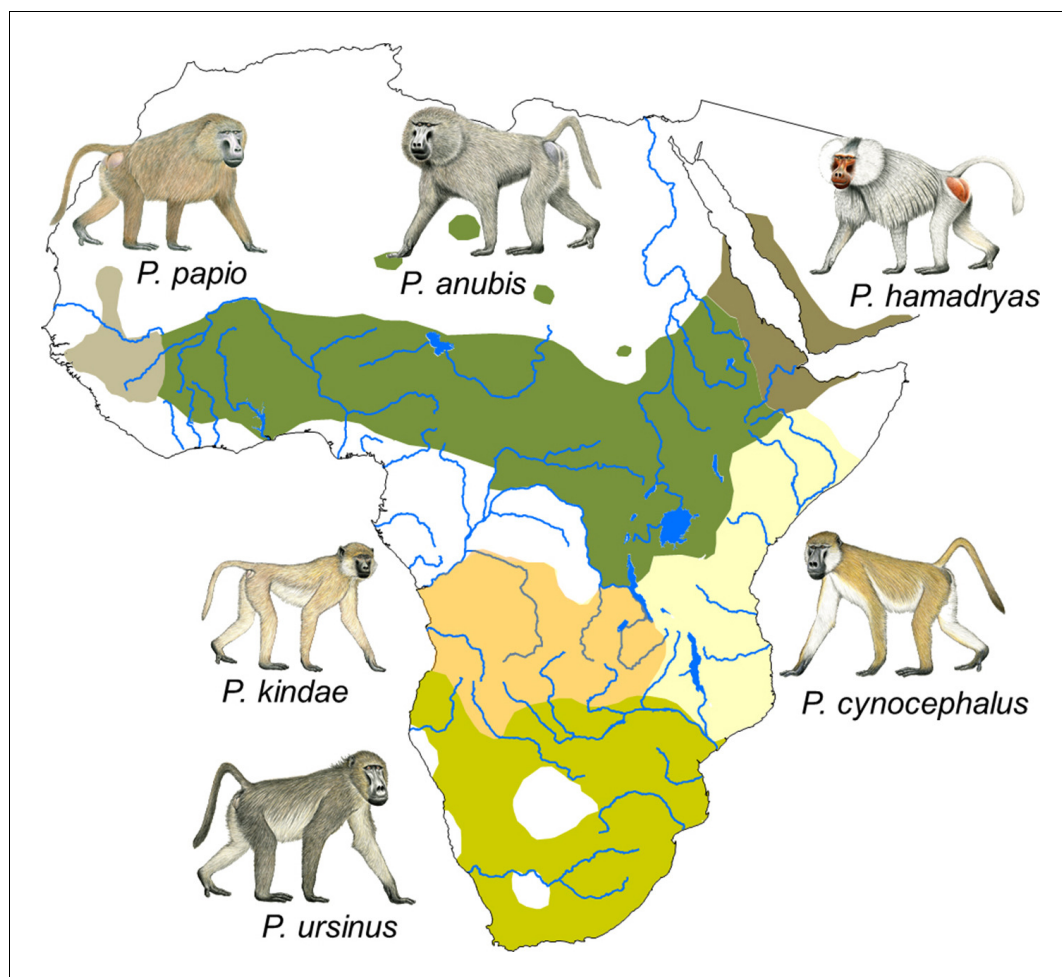 P. papio
P. anubis
P. hamadryas
P. kindae
P. cynocephalus
P. ursinus